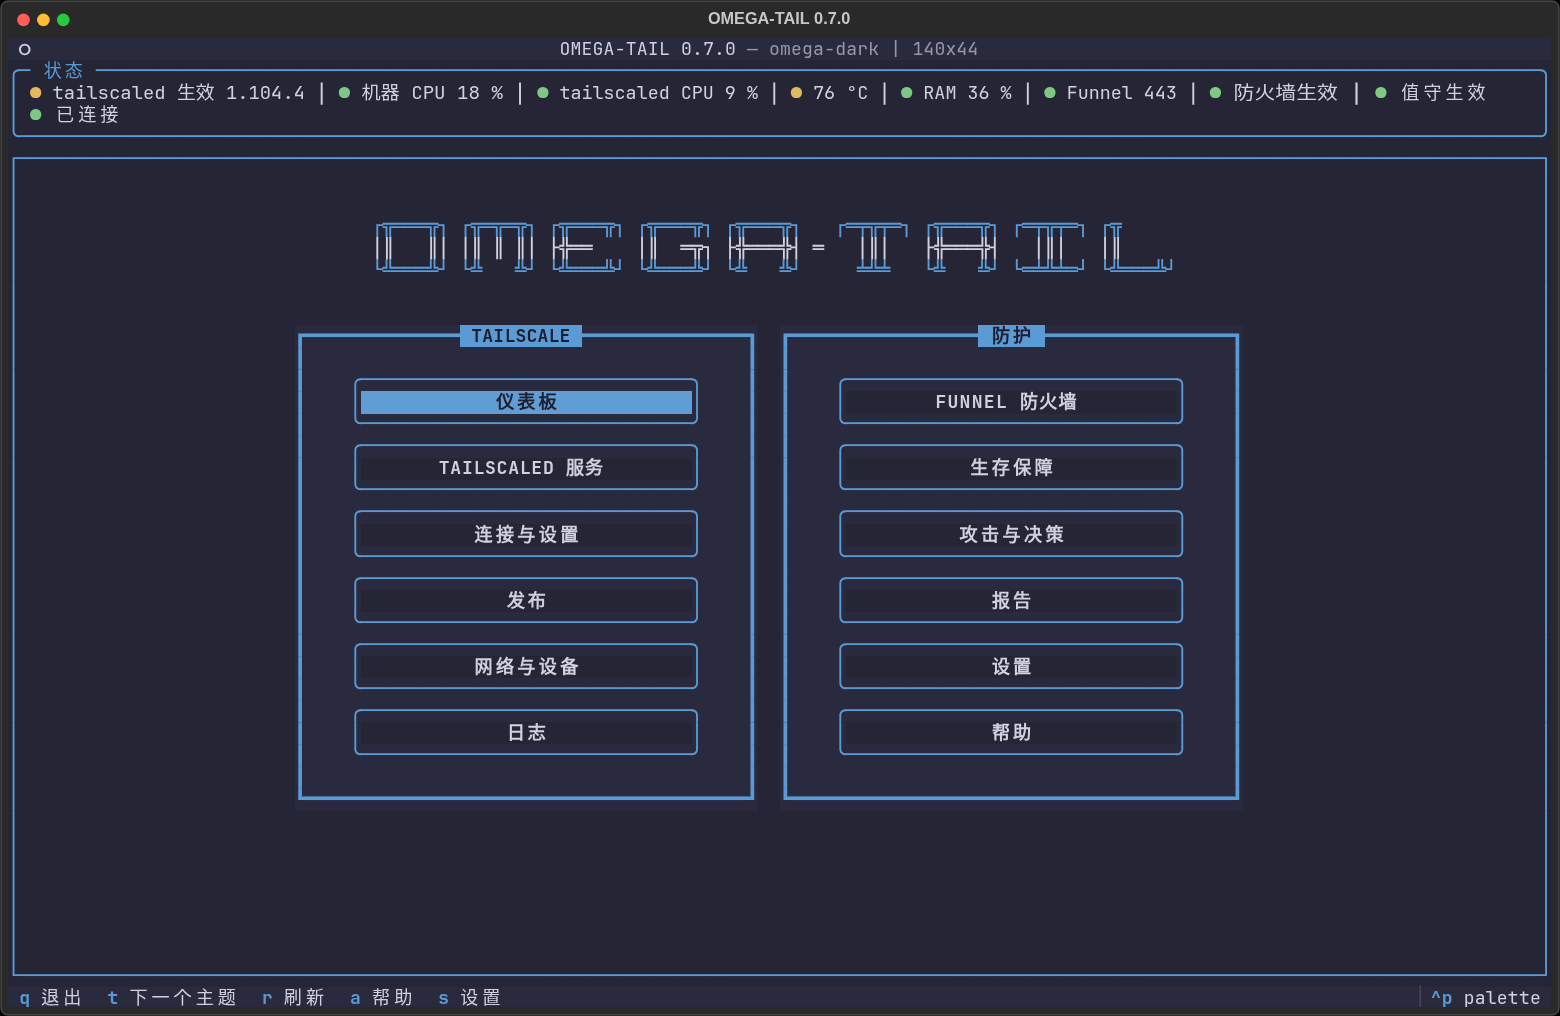 OMEGA-TAIL 0.7.0
OMEGA-TAIL 0.7.0 — omega-dark | 140x44
状态
● tailscaled 生效 1.104.4 | ● 机器 CPU 18 % | ● tailscaled CPU 9 % | ● 76 °C | ● RAM 36 % | ● Funnel 443 | ● 防火墙生效 | ● 值守生效
● 已连接
OMEGA-TAIL
TAILSCALE
仪表板
TAILSCALED 服务
连接与设置
发布
网络与设备
日志
防护
FUNNEL 防火墙
生存保障
攻击与决策
报告
设置
帮助
q 退出 t 下一个主题 r 刷新 a 帮助 s 设置 ^p palette